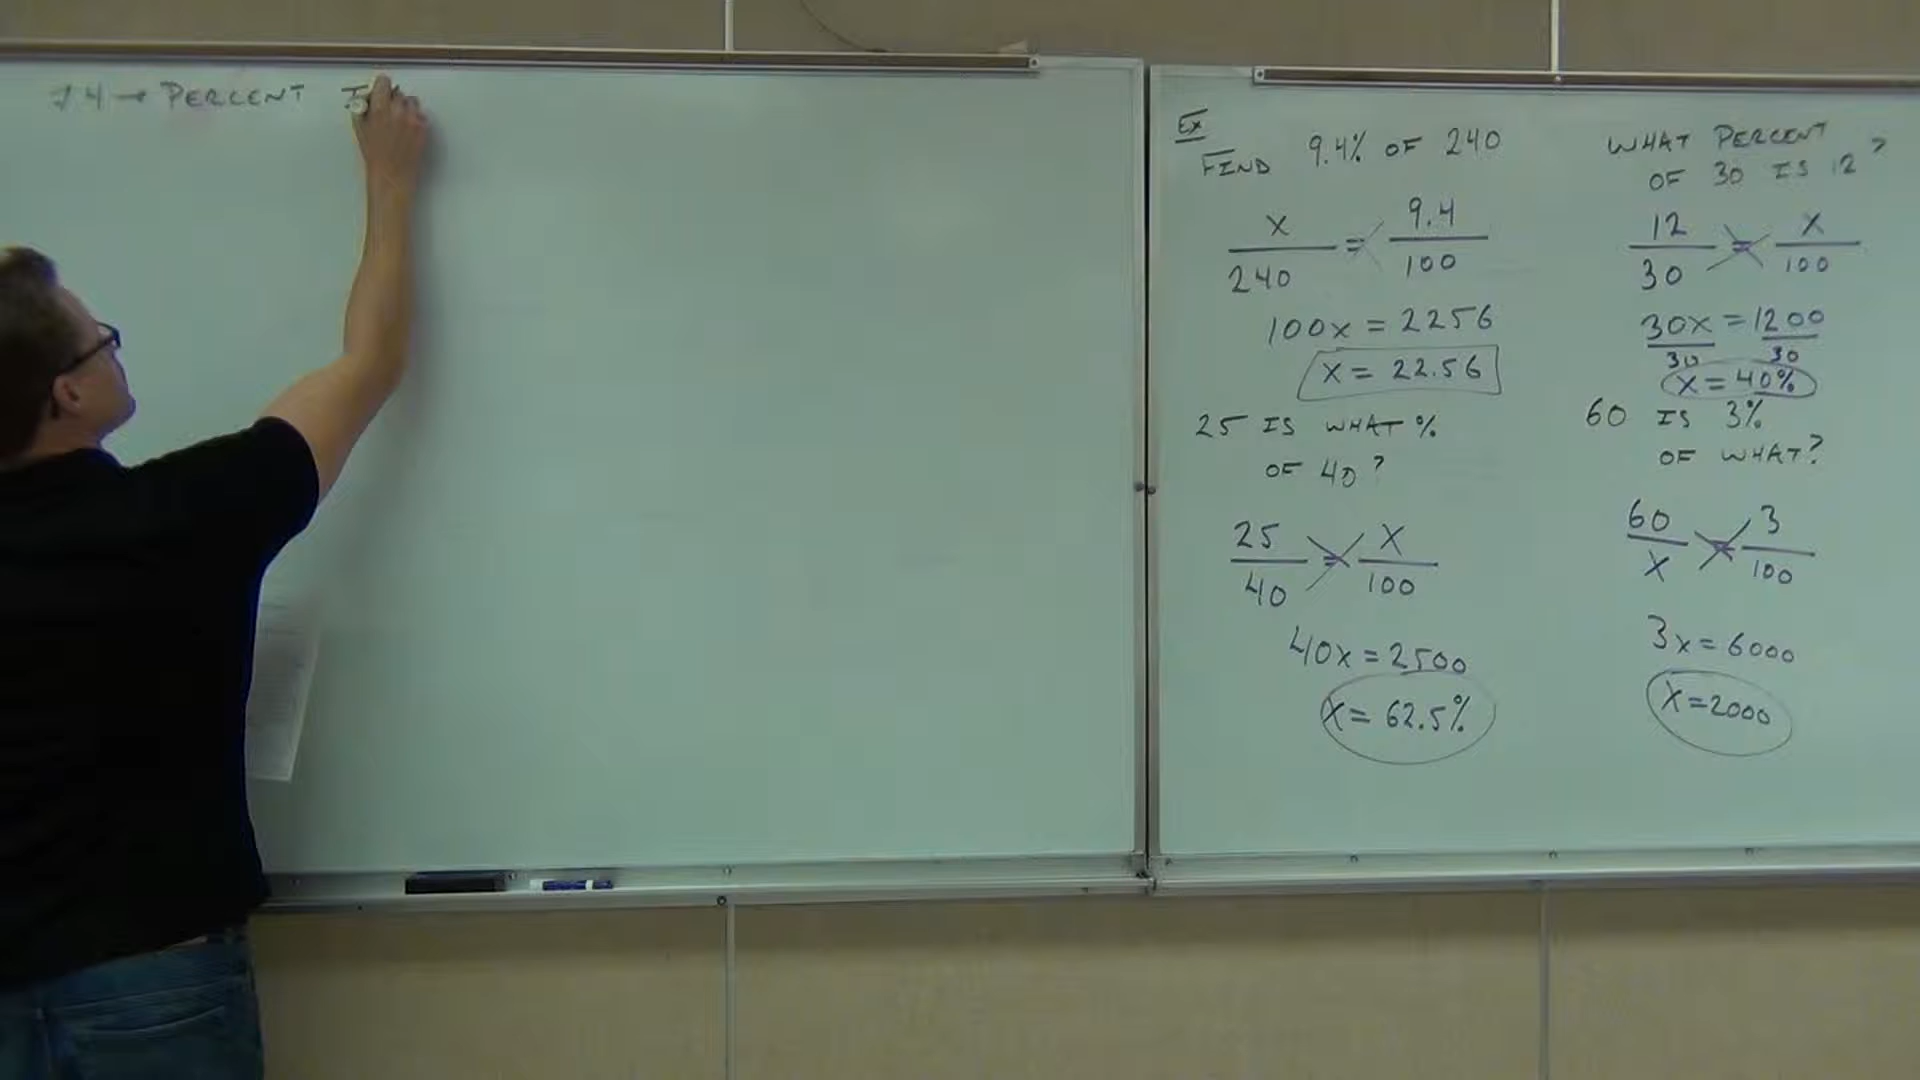 7.4 → PERCENT
Ex
FIND 9.4% OF 240
x/240 = 9.4/100
100x = 2256
x = 22.56
25 IS WHAT %
OF 40?
25/40 = x/100
40x = 2500
x = 62.5%
WHAT PERCENT
OF 30 IS 12?
12/30 = x/100
30x = 1200
30 30
x = 40%
60 IS 3%
OF WHAT?
60/x = 3/100
3x = 6000
x = 2000